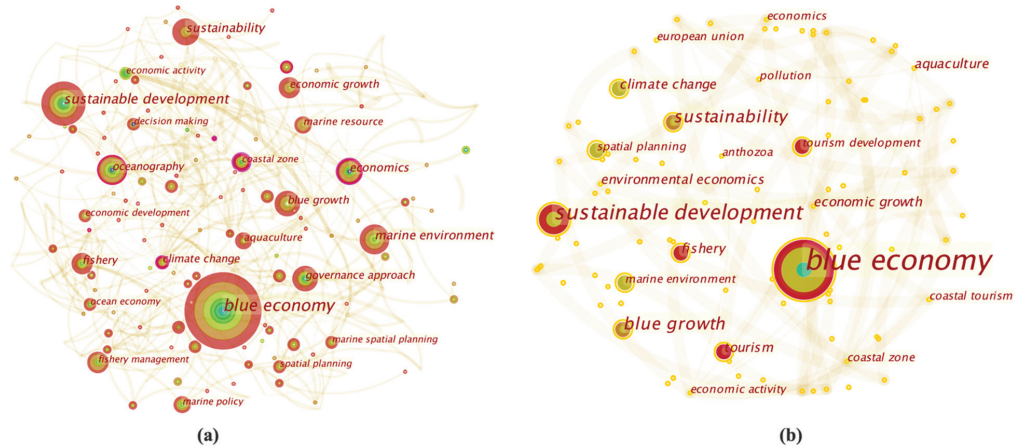 sustainability
economic activity
economic growth
sustainable development
decision making
marine resource
oceanography
coastal zone
economics
blue growth
economic development
aquaculture
marine environment
fishery
climate change
governance approach
ocean economy
blue economy
marine spatial planning
fishery management
spatial planning
marine policy
(a)
economics
european union
aquaculture
pollution
climate change
sustainability
tourism development
spatial planning
anthozoa
environmental economics
economic growth
sustainable development
fishery
blue economy
marine environment
coastal tourism
blue growth
tourism
coastal zone
economic activity
(b)